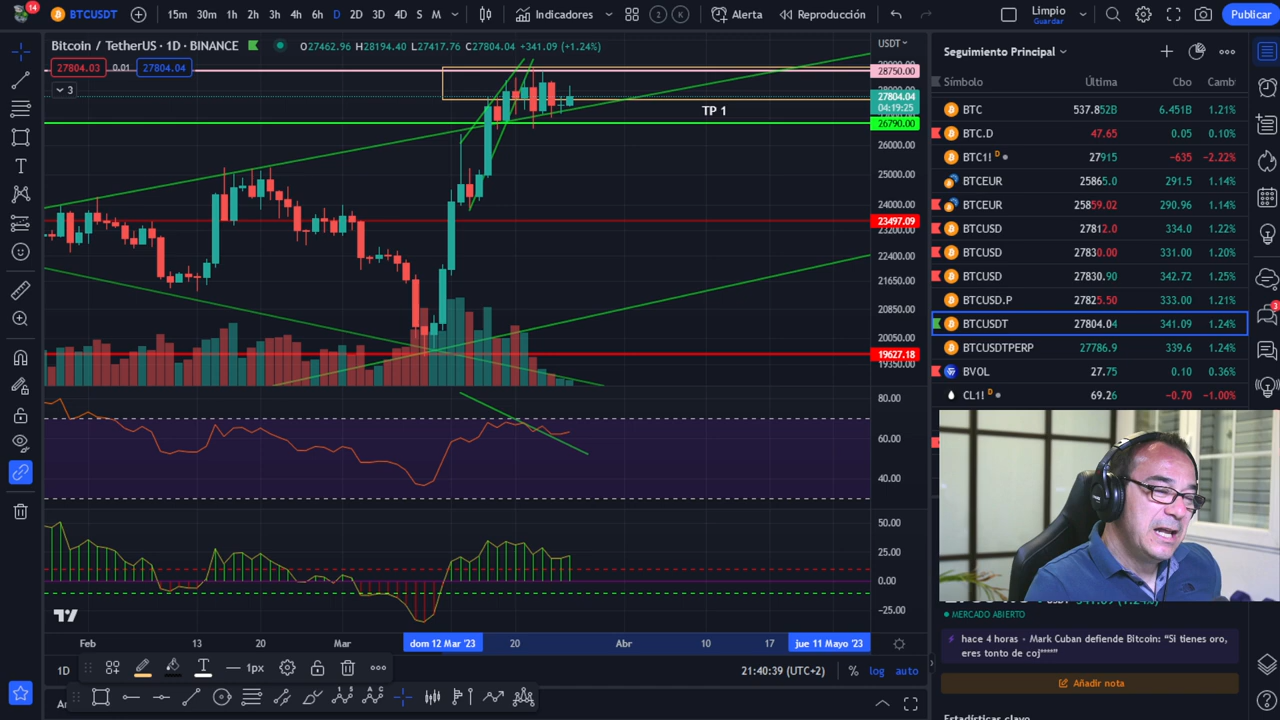 14
BTCUSDT
15m 30m 1h 2h 3h 4h 6h D 2D 3D 4D S M
Indicadores
2 K
Alerta
Reproducción
Limpio
Guardar
Publicar
Bitcoin / TetherUS · 1D · BINANCE
O27462.96 H28194.40 L27417.76 C27804.04 +341.09 (+1.24%)
USDT
27804.03 0.01 27804.04
3
28750.00
27804.04
04:19:25
TP 1
26790.00
26000.00
25000.00
24000.00
23497.09
23200.00
22400.00
21650.00
20850.00
20050.00
19627.18
19350.00
80.00
60.00
40.00
50.00
25.00
0.00
−25.00
Feb 13 20 Mar dom 12 Mar '23 20 Abr 10 17 jue 11 Mayo '23
1D
1px
21:40:39 (UTC+2)
% log auto
Seguimiento Principal
Símbolo Última Cbo Camb
BTC 537.852B 6.451B 1.21%
BTC.D 47.65 0.05 0.10%
BTC1! D 27915 −635 −2.22%
BTCEUR 25865.0 291.5 1.14%
BTCEUR 25859.02 290.96 1.14%
BTCUSD 27812.0 334.0 1.22%
BTCUSD 27830.00 331.00 1.20%
BTCUSD 27830.90 342.72 1.25%
BTCUSD.P 27825.50 333.00 1.21%
BTCUSDT 27804.04 341.09 1.24%
BTCUSDTPERP 27786.9 339.6 1.24%
BVOL 27.75 0.10 0.36%
CL1! D 69.26 −0.70 −1.00%
3
MERCADO ABIERTO
hace 4 horas - Mark Cuban defiende Bitcoin: “Si tienes oro,
eres tonto de coj****”
Añadir nota
Estadísticas clave